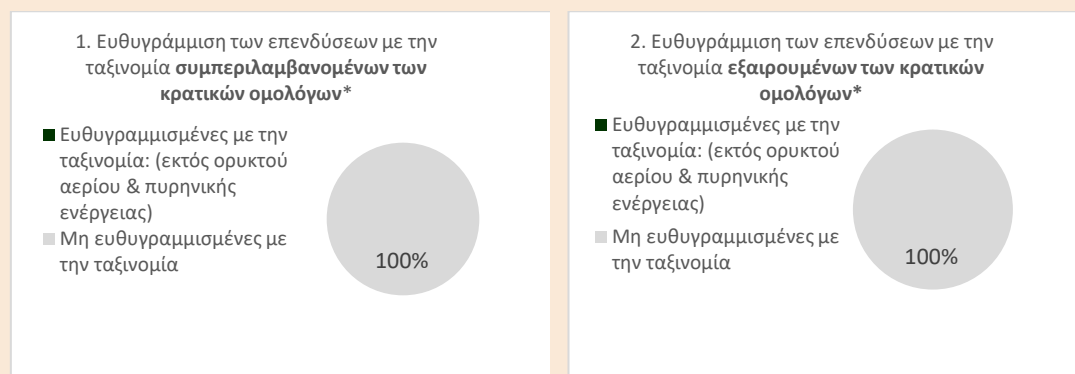 1. Ευθυγράμμιση των επενδύσεων με την
ταξινομία συμπεριλαμβανομένων των
κρατικών ομολόγων*
Ευθυγραμμισμένες με την
ταξινομία: (εκτός ορυκτού
αερίου & πυρηνικής
ενέργειας)
Μη ευθυγραμμισμένες με
την ταξινομία
100%
2. Ευθυγράμμιση των επενδύσεων με την
ταξινομία εξαιρουμένων των κρατικών
ομολόγων*
Ευθυγραμμισμένες με την
ταξινομία: (εκτός ορυκτού
αερίου & πυρηνικής
ενέργειας)
Μη ευθυγραμμισμένες με
την ταξινομία
100%